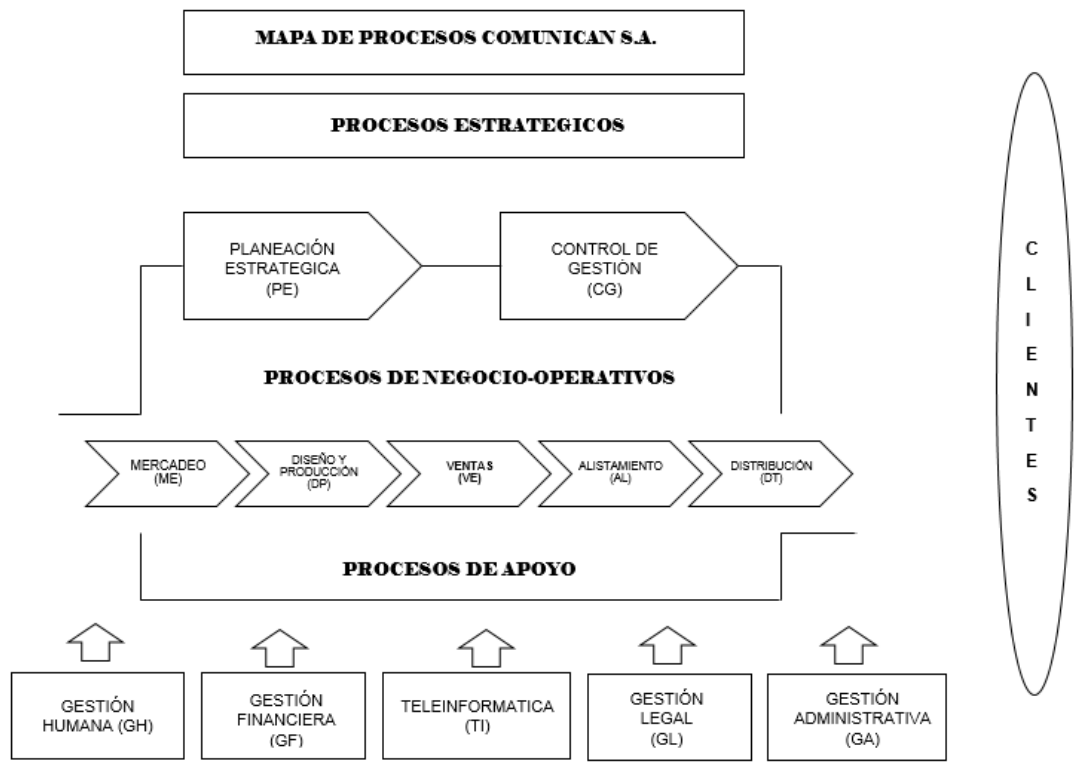 MAPA DE PROCESOS COMUNICAN S.A.
PROCESOS ESTRATEGICOS
PLANEACIÓN
ESTRATEGICA
(PE)
CONTROL DE
GESTIÓN
(CG)
PROCESOS DE NEGOCIO-OPERATIVOS
MERCADEO
(ME)
DISEÑO Y
PRODUCCIÓN
(DP)
VENTAS
(VE)
ALISTAMIENTO
(AL)
DISTRIBUCIÓN
(DT)
PROCESOS DE APOYO
GESTIÓN
HUMANA (GH)
GESTIÓN
FINANCIERA
(GF)
TELEINFORMATICA
(TI)
GESTIÓN
LEGAL
(GL)
GESTIÓN
ADMINISTRATIVA
(GA)
C
L
I
E
N
T
E
S